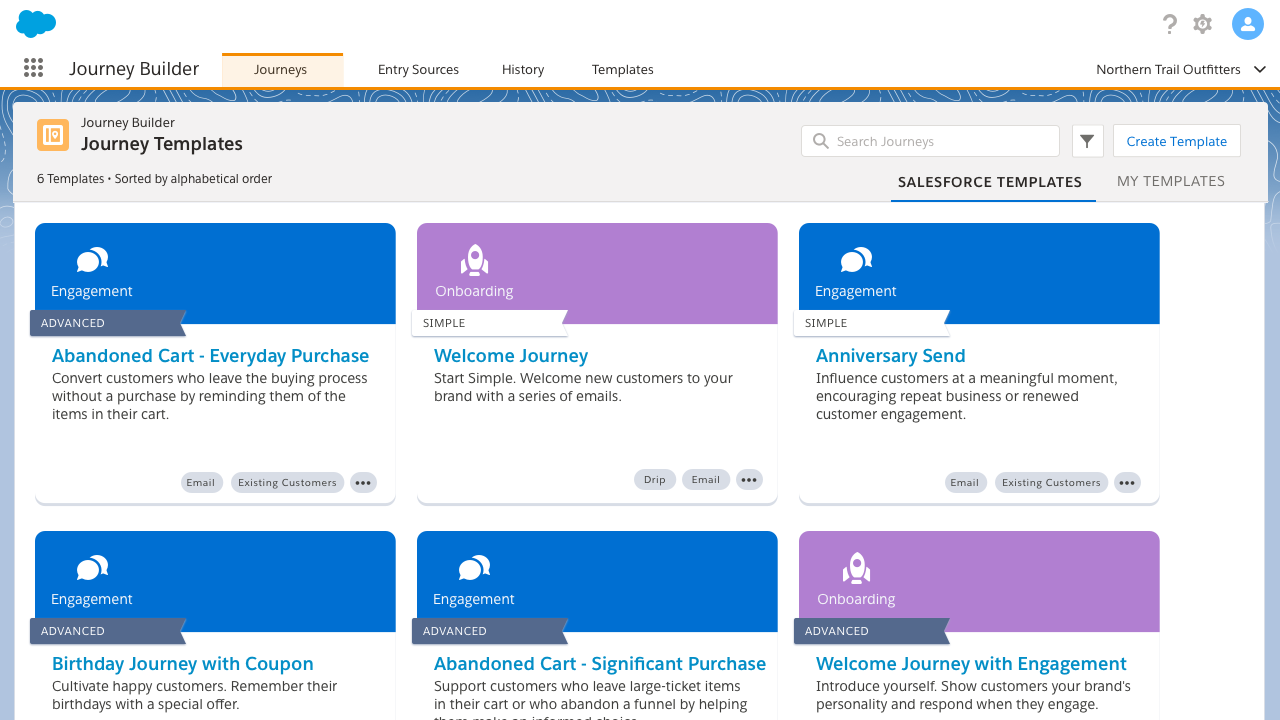 Journey Builder
Journeys
Entry Sources
History
Templates
Northern Trail Outfitters
Journey Builder
Journey Templates
Search Journeys
Create Template
6 Templates • Sorted by alphabetical order
SALESFORCE TEMPLATES
MY TEMPLATES
Engagement
ADVANCED
Abandoned Cart - Everyday Purchase
Convert customers who leave the buying process
without a purchase by reminding them of the
items in their cart.
Email
Existing Customers
Onboarding
SIMPLE
Welcome Journey
Start Simple. Welcome new customers to your
brand with a series of emails.
Drip
Email
Engagement
SIMPLE
Anniversary Send
Influence customers at a meaningful moment,
encouraging repeat business or renewed
customer engagement.
Email
Existing Customers
Engagement
ADVANCED
Birthday Journey with Coupon
Cultivate happy customers. Remember their
birthdays with a special offer.
Engagement
ADVANCED
Abandoned Cart - Significant Purchase
Support customers who leave large-ticket items
in their cart or who abandon a funnel by helping
them make an informed choice.
Onboarding
ADVANCED
Welcome Journey with Engagement
Introduce yourself. Show customers your brand's
personality and respond when they engage.